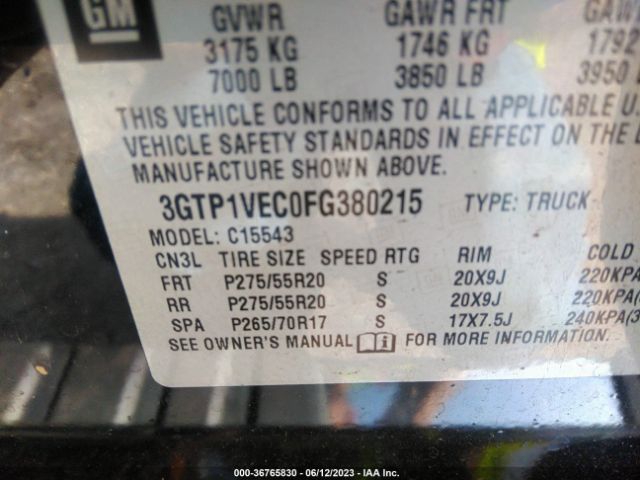 GM
GVWR GAWR FRT
3175 KG 1746 KG 1792
7000 LB 3850 LB 3950
THIS VEHICLE CONFORMS TO ALL APPLICABLE
VEHICLE SAFETY STANDARDS IN EFFECT ON THE
MANUFACTURE SHOWN ABOVE.
3GTP1VEC0FG380215 TYPE: TRUCK
MODEL: C15543
CN3L TIRE SIZE SPEED RTG RIM COLD
FRT P275/55R20 S 20X9J 220KPA
RR P275/55R20 S 20X9J 220KPA(
SPA P265/70R17 S 17X7.5J 240KPA(3
SEE OWNER'S MANUAL FOR MORE INFORMATION.
000-36765830 - 06/12/2023 - IAA Inc.